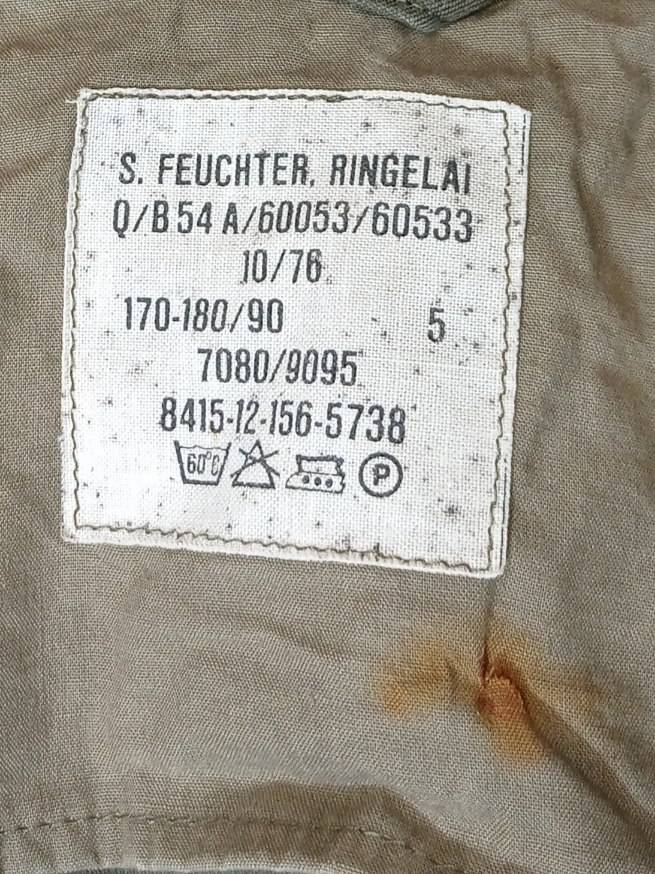 S. FEUCHTER, RINGELAI
Q/B 54 A/60053/60533
10/76.
170-180/90 5
7080/9095
8415-12-156-5738
60°C P